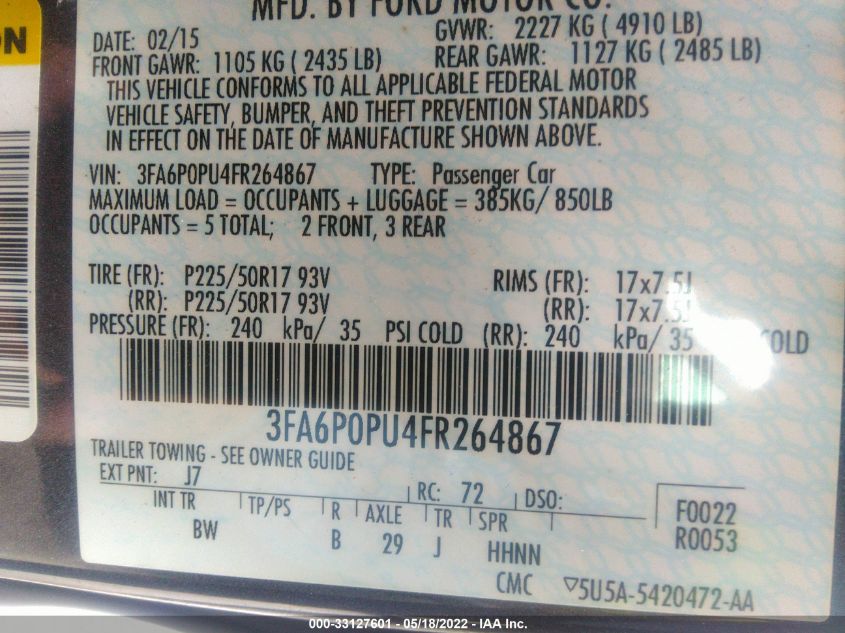 ON
MFD. BY FORD MOTOR CO.
DATE: 02/15 GVWR: 2227 KG ( 4910 LB)
FRONT GAWR: 1105 KG ( 2435 LB) REAR GAWR: 1127 KG ( 2485 LB)
THIS VEHICLE CONFORMS TO ALL APPLICABLE FEDERAL MOTOR
VEHICLE SAFETY, BUMPER, AND THEFT PREVENTION STANDARDS
IN EFFECT ON THE DATE OF MANUFACTURE SHOWN ABOVE.
VIN: 3FA6P0PU4FR264867 TYPE: Passenger Car
MAXIMUM LOAD = OCCUPANTS + LUGGAGE = 385KG/ 850LB
OCCUPANTS = 5 TOTAL; 2 FRONT, 3 REAR
TIRE (FR): P225/50R17 93V RIMS (FR): 17x7.5J
(RR): P225/50R17 93V (RR): 17x7.5J
PRESSURE (FR): 240 kPa/ 35 PSI COLD (RR): 240 kPa/ 35 COLD
3FA6P0PU4FR264867
TRAILER TOWING - SEE OWNER GUIDE
EXT PNT: J7 RC: 72 DSO:
INT TR TP/PS R AXLE TR SPR F0022
BW B 29 J HHNN R0053
CMC ▽5U5A-5420472-AA
000-33127601 - 05/18/2022 - IAA Inc.